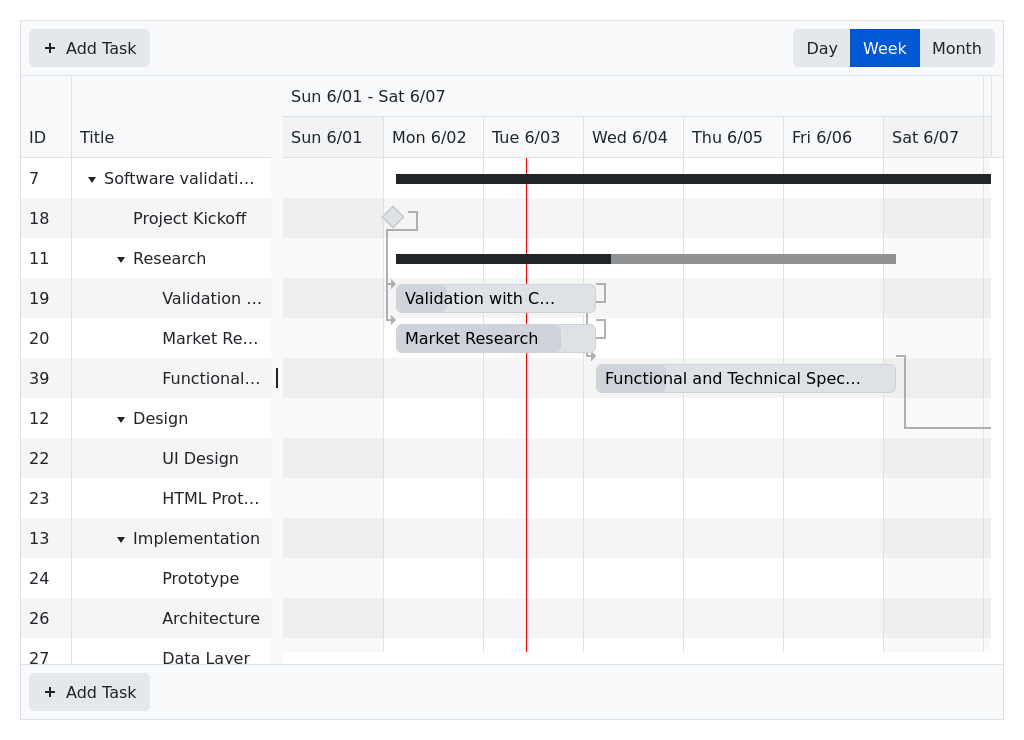 + Add Task
Day Week Month
Sun 6/01 - Sat 6/07
ID Title Sun 6/01 Mon 6/02 Tue 6/03 Wed 6/04 Thu 6/05 Fri 6/06 Sat 6/07
7 Software validati…
18 Project Kickoff
11 Research
19 Validation … Validation with C…
20 Market Re… Market Research
39 Functional… Functional and Technical Spec…
12 Design
22 UI Design
23 HTML Prot…
13 Implementation
24 Prototype
26 Architecture
27 Data Layer
+ Add Task